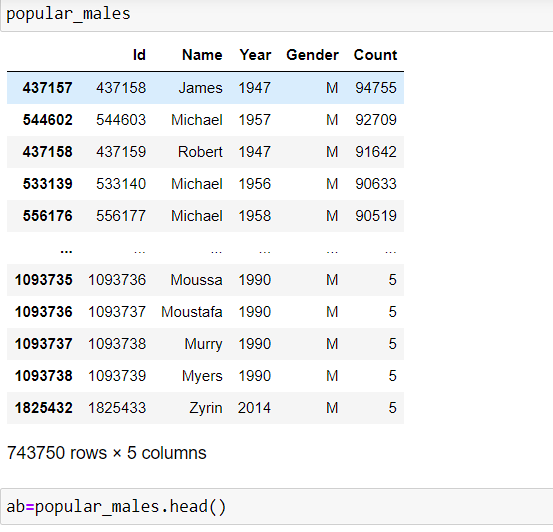 popular_males
Id Name Year Gender Count
437157 437158 James 1947 M 94755
544602 544603 Michael 1957 M 92709
437158 437159 Robert 1947 M 91642
533139 533140 Michael 1956 M 90633
556176 556177 Michael 1958 M 90519
... ... ... ... ... ...
1093735 1093736 Moussa 1990 M 5
1093736 1093737 Moustafa 1990 M 5
1093737 1093738 Murry 1990 M 5
1093738 1093739 Myers 1990 M 5
1825432 1825433 Zyrin 2014 M 5
743750 rows × 5 columns
ab=popular_males.head()